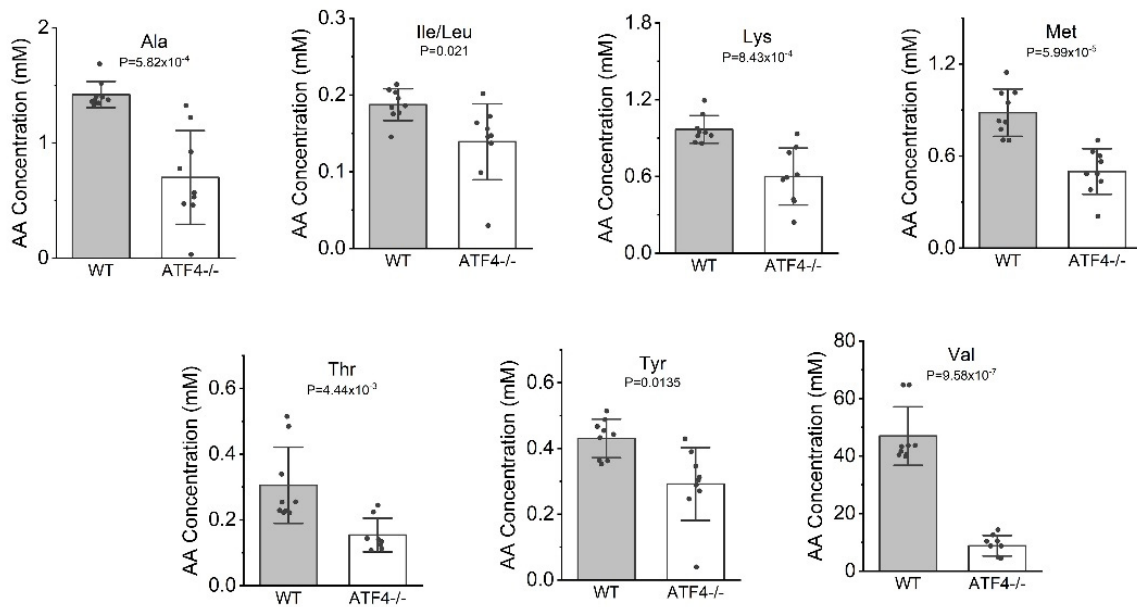 AA Concentration (mM)
2
1
0
Ala
P=5.82x10⁻⁴
WT
ATF4-/-
AA Concentration (mM)
0.3
0.2
0.1
0.0
Ile/Leu
P=0.021
WT
ATF4-/-
AA Concentration (mM)
1.8
1.2
0.6
0.0
Lys
P=8.43x10⁻⁴
WT
ATF4-/-
AA Concentration (mM)
1.2
0.6
0.0
Met
P=5.99x10⁻⁵
WT
ATF4-/-
AA Concentration (mM)
0.6
0.4
0.2
0.0
Thr
P=4.44x10⁻³
WT
ATF4-/-
AA Concentration (mM)
0.6
0.4
0.2
0.0
Tyr
P=0.0135
WT
ATF4-/-
AA Concentration (mM)
80
60
40
20
0
Val
P=9.58x10⁻⁷
WT
ATF4-/-